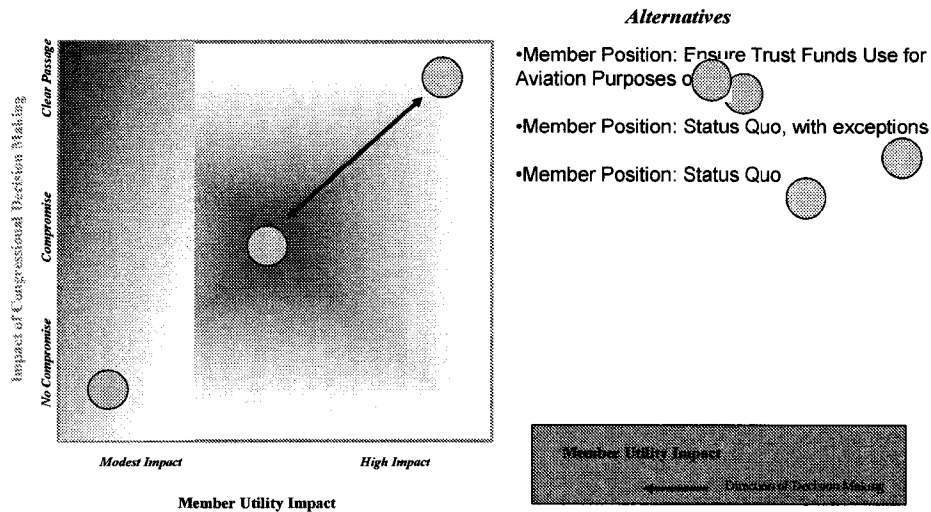 Alternatives
•Member Position: Ensure Trust Funds Use for
Aviation Purposes
•Member Position: Status Quo, with exceptions
•Member Position: Status Quo
Impact of Congressional Decision Making
Clear Passage
Compromise
No Compromise
Modest Impact
High Impact
Member Utility Impact
Member Utility Impact
Direction of Decision Making